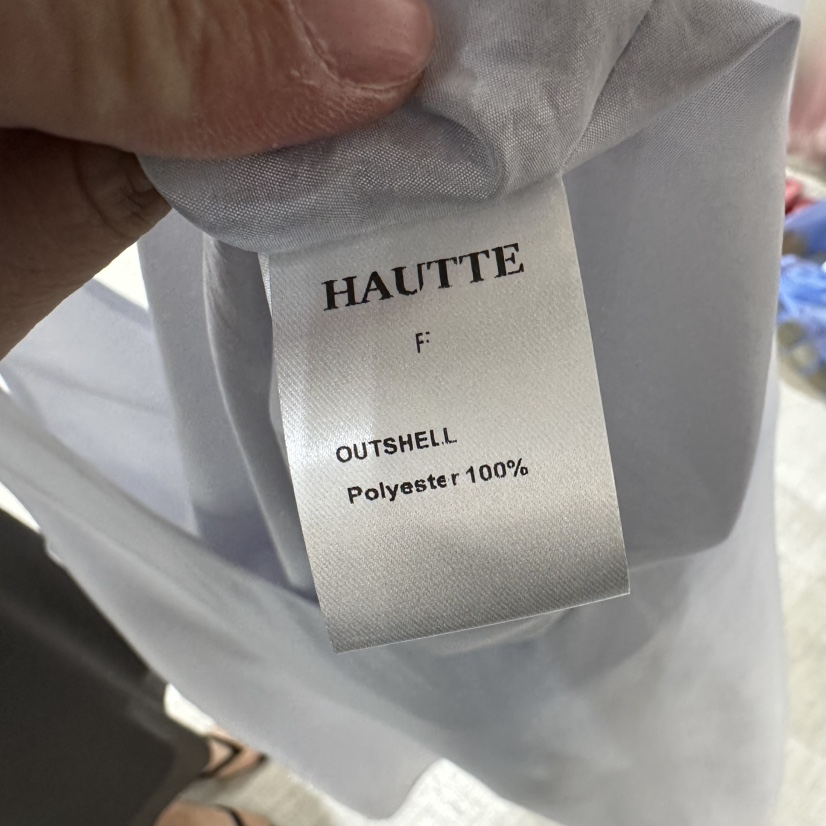 HAUTTE
F
OUTSHELL
Polyester 100%